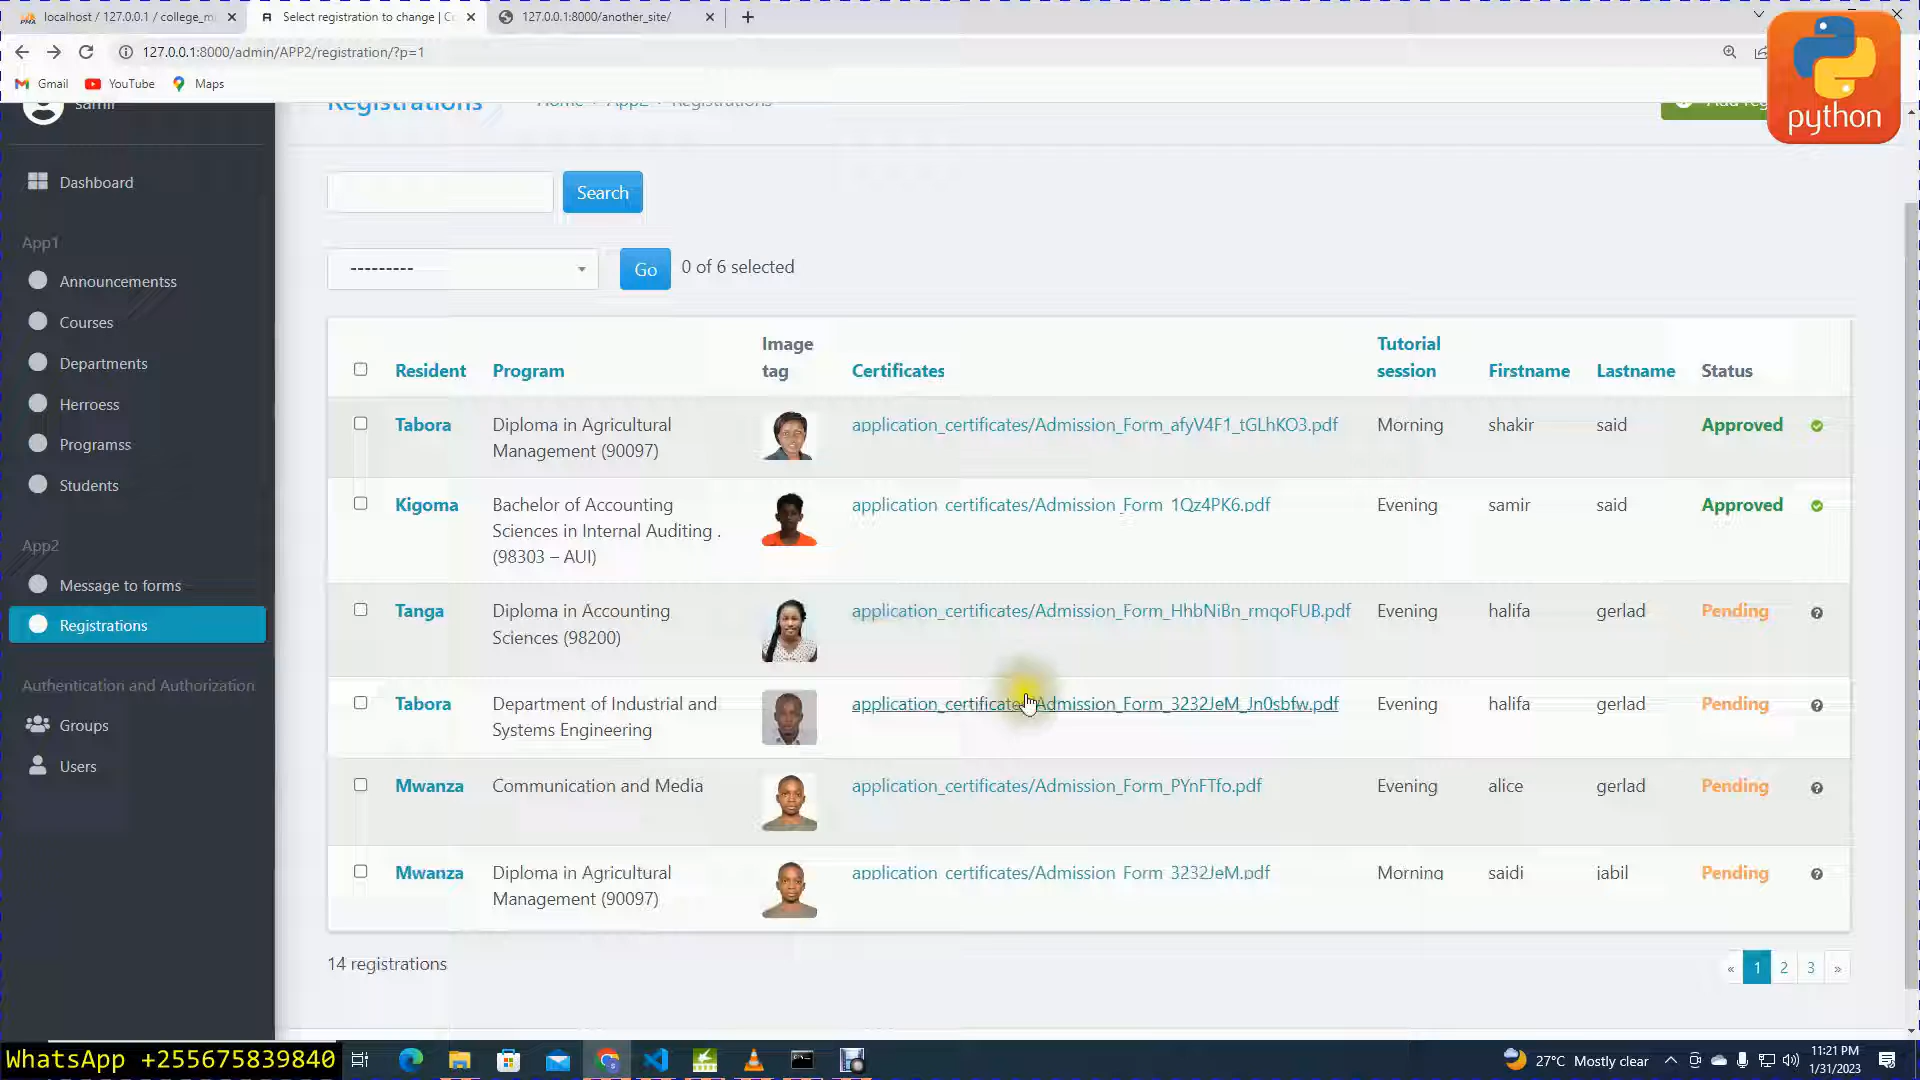 localhost / 127.0.0.1 / college_m
Select registration to change | C
127.0.0.1:8000/another_site/
127.0.0.1:8000/admin/APP2/registration/?p=1
Gmail
YouTube
Maps
python
samir
Registrations
Home
App2
Registrations
Dashboard
Search
App1
---------
Go
0 of 6 selected
Announcementss
Courses
Departments
Herroess
Programss
Students
App2
Message to forms
Registrations
Authentication and Authorization
Groups
Users
Resident
Program
Image
tag
Certificates
Tutorial
session
Firstname
Lastname
Status
Tabora
Diploma in Agricultural
Management (90097)
application_certificates/Admission_Form_afyV4F1_tGLhKO3.pdf
Morning
shakir
said
Approved
Kigoma
Bachelor of Accounting
Sciences in Internal Auditing .
(98303 – AUI)
application_certificates/Admission_Form_1Qz4PK6.pdf
Evening
samir
said
Approved
Tanga
Diploma in Accounting
Sciences (98200)
application_certificates/Admission_Form_HhbNiBn_rmqoFUB.pdf
Evening
halifa
gerlad
Pending
Tabora
Department of Industrial and
Systems Engineering
application_certificates/Admission_Form_3232JeM_Jn0sbfw.pdf
Evening
halifa
gerlad
Pending
Mwanza
Communication and Media
application_certificates/Admission_Form_PYnFTfo.pdf
Evening
alice
gerlad
Pending
Mwanza
Diploma in Agricultural
Management (90097)
application_certificates/Admission_Form_3232JeM.pdf
Morning
saidi
jabil
Pending
14 registrations
« 1 2 3 »
WhatsApp +255675839840
27°C Mostly clear
11:21 PM
1/31/2023